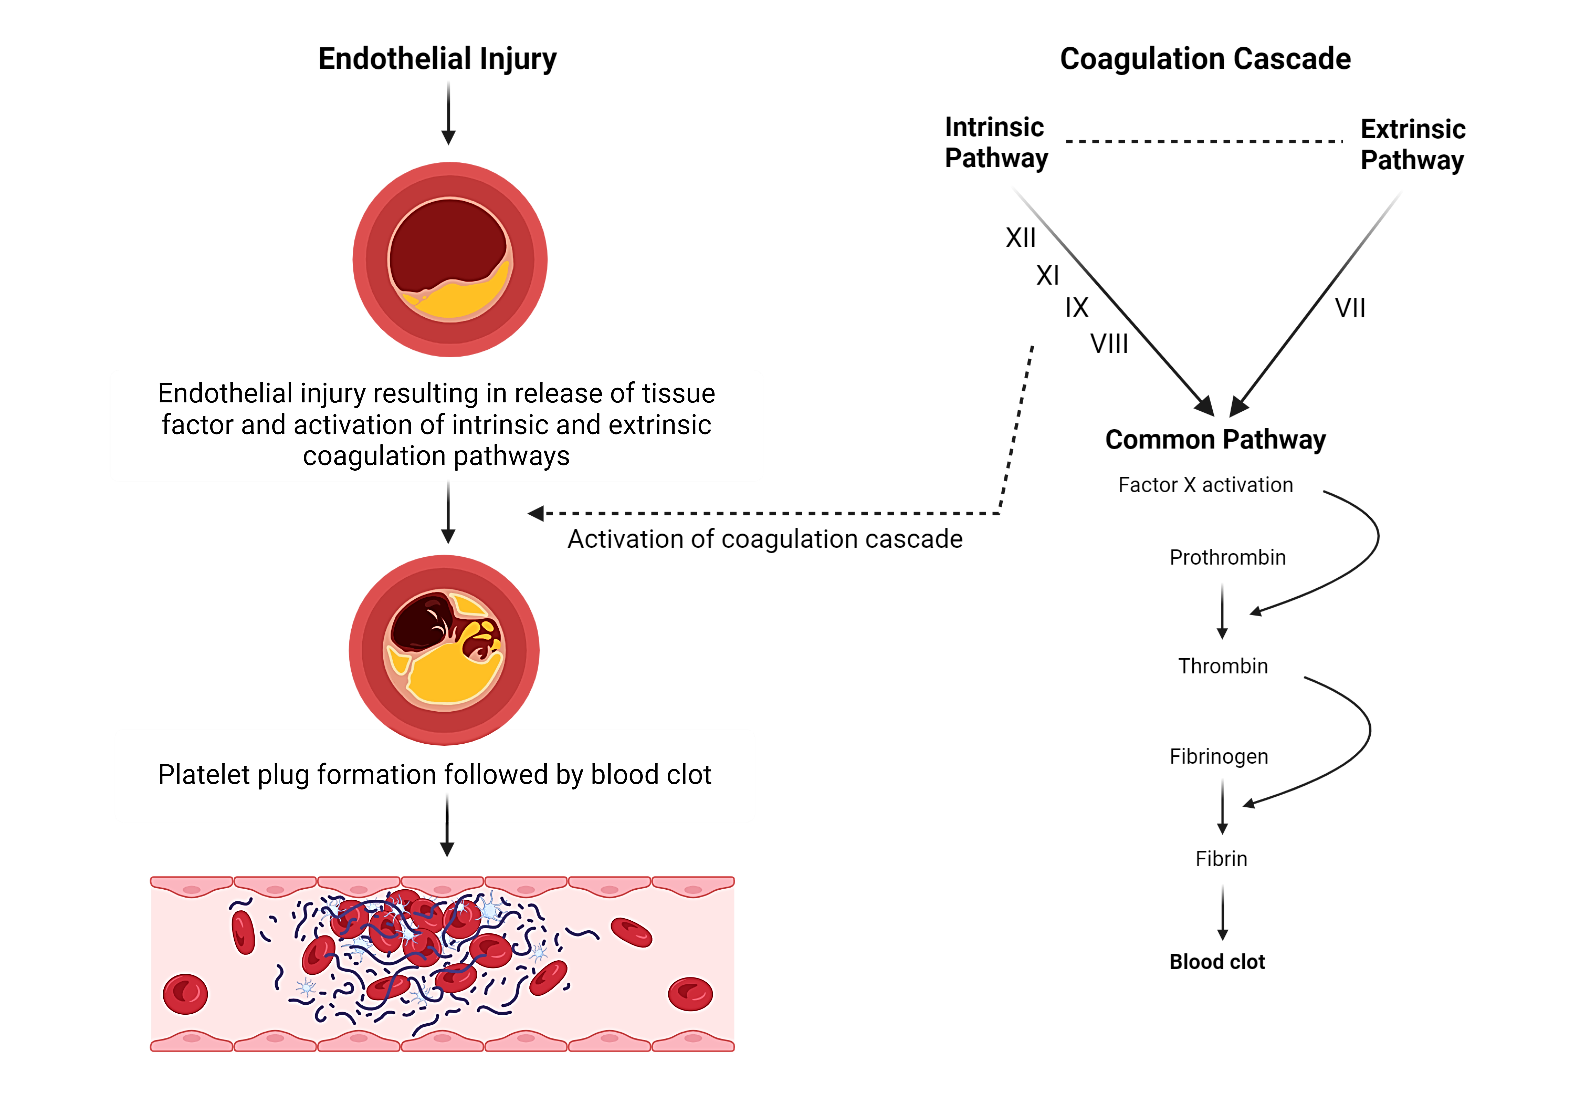 Endothelial Injury
Endothelial injury resulting in release of tissue
factor and activation of intrinsic and extrinsic
coagulation pathways
Activation of coagulation cascade
Platelet plug formation followed by blood clot
Coagulation Cascade
Intrinsic
Pathway
Extrinsic
Pathway
XII
XI
IX
VIII
VII
Common Pathway
Factor X activation
Prothrombin
Thrombin
Fibrinogen
Fibrin
Blood clot